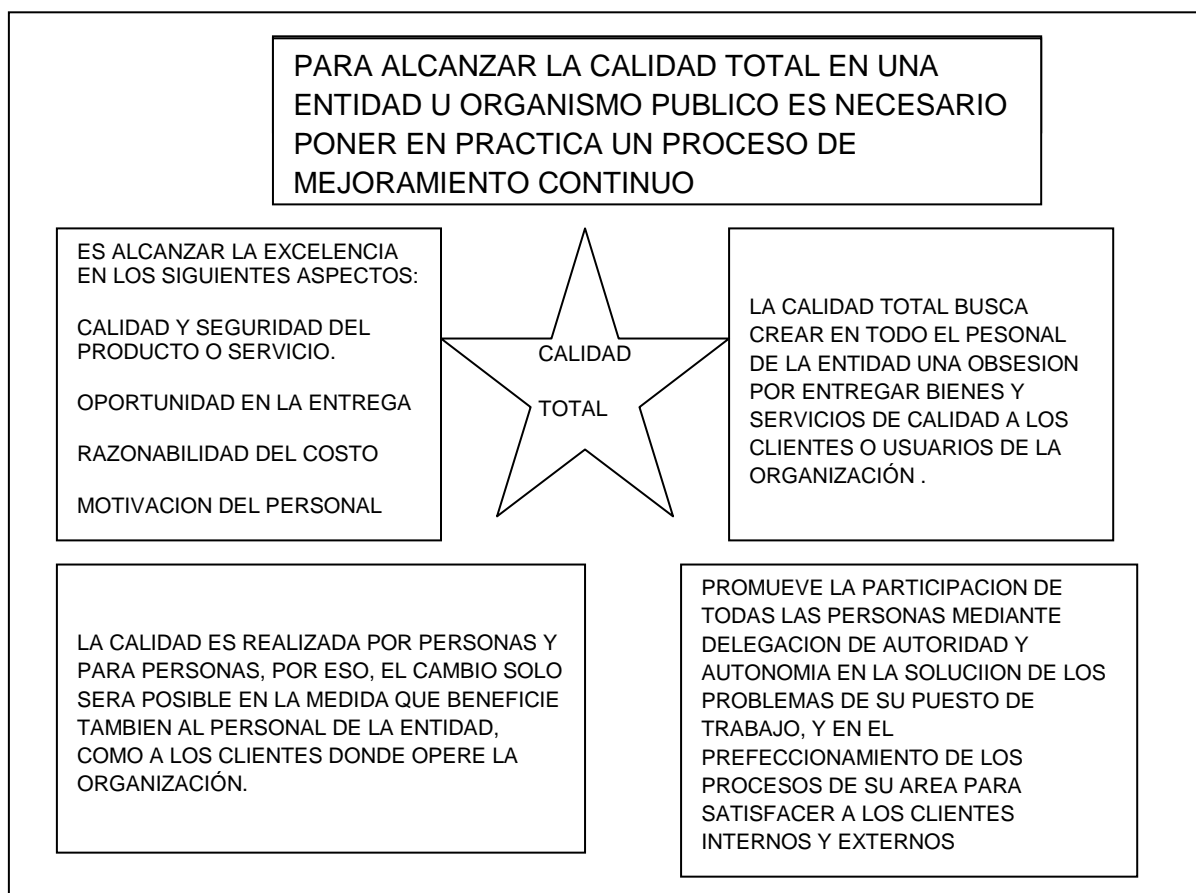 PARA ALCANZAR LA CALIDAD TOTAL EN UNA
ENTIDAD U ORGANISMO PUBLICO ES NECESARIO
PONER EN PRACTICA UN PROCESO DE
MEJORAMIENTO CONTINUO
ES ALCANZAR LA EXCELENCIA
EN LOS SIGUIENTES ASPECTOS:
CALIDAD Y SEGURIDAD DEL
PRODUCTO O SERVICIO.
OPORTUNIDAD EN LA ENTREGA
RAZONABILIDAD DEL COSTO
MOTIVACION DEL PERSONAL
CALIDAD
TOTAL
LA CALIDAD TOTAL BUSCA
CREAR EN TODO EL PESONAL
DE LA ENTIDAD UNA OBSESION
POR ENTREGAR BIENES Y
SERVICIOS DE CALIDAD A LOS
CLIENTES O USUARIOS DE LA
ORGANIZACIÓN .
LA CALIDAD ES REALIZADA POR PERSONAS Y
PARA PERSONAS, POR ESO, EL CAMBIO SOLO
SERA POSIBLE EN LA MEDIDA QUE BENEFICIE
TAMBIEN AL PERSONAL DE LA ENTIDAD,
COMO A LOS CLIENTES DONDE OPERE LA
ORGANIZACIÓN.
PROMUEVE LA PARTICIPACION DE
TODAS LAS PERSONAS MEDIANTE
DELEGACION DE AUTORIDAD Y
AUTONOMIA EN LA SOLUCIION DE LOS
PROBLEMAS DE SU PUESTO DE
TRABAJO, Y EN EL
PREFECCIONAMIENTO DE LOS
PROCESOS DE SU AREA PARA
SATISFACER A LOS CLIENTES
INTERNOS Y EXTERNOS